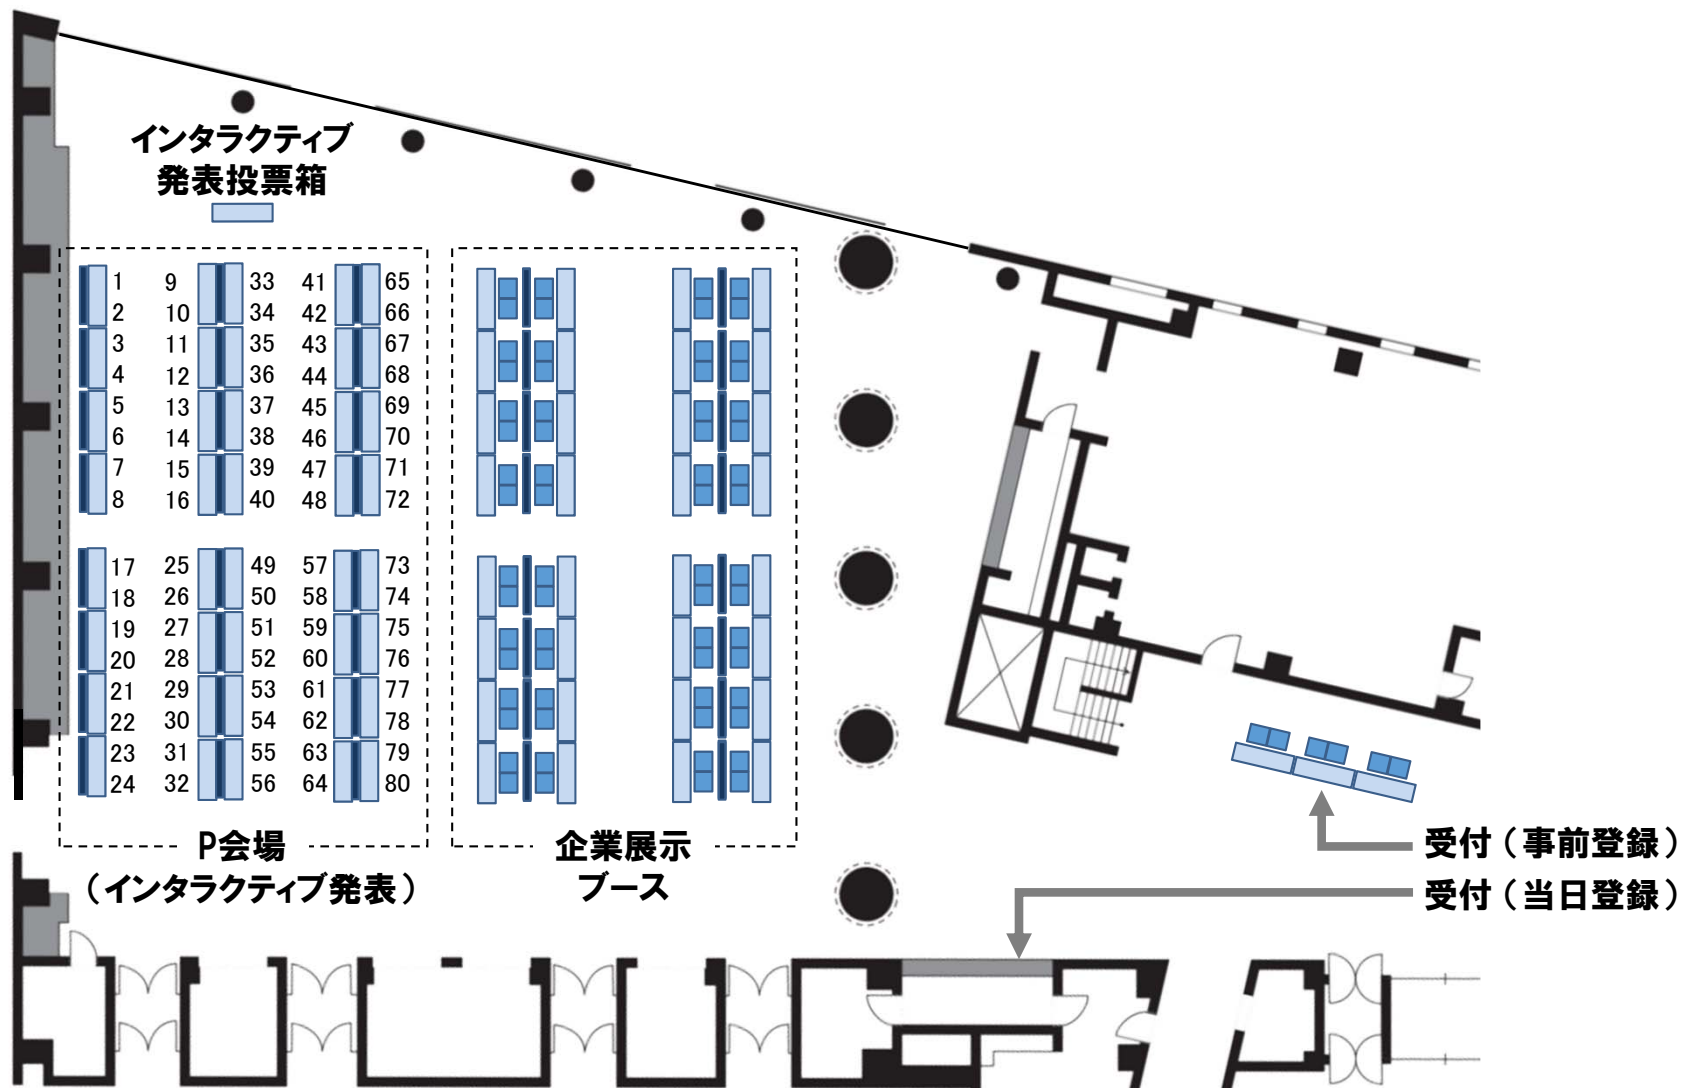 インタラクティブ
発表投票箱
1 9 33 41 65
2 10 34 42 66
3 11 35 43 67
4 12 36 44 68
5 13 37 45 69
6 14 38 46 70
7 15 39 47 71
8 16 40 48 72
17 25 49 57 73
18 26 50 58 74
19 27 51 59 75
20 28 52 60 76
21 29 53 61 77
22 30 54 62 78
23 31 55 63 79
24 32 56 64 80
P会場
（インタラクティブ発表）
企業展示
ブース
受付（事前登録）
受付（当日登録）